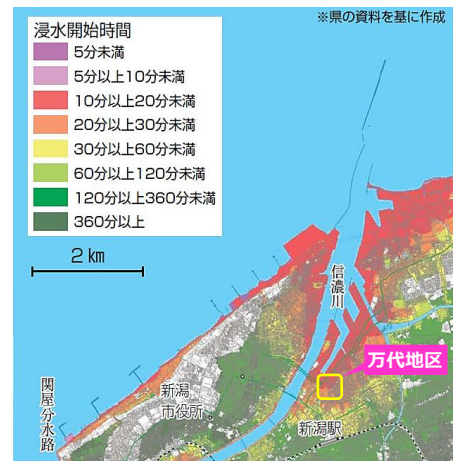 ※県の資料を基に作成
浸水開始時間
5分未満
5分以上10分未満
10分以上20分未満
20分以上30分未満
30分以上60分未満
60分以上120分未満
120分以上360分未満
360分以上
2km
信濃川
万代地区
関屋分水路
新潟
市役所
新潟駅